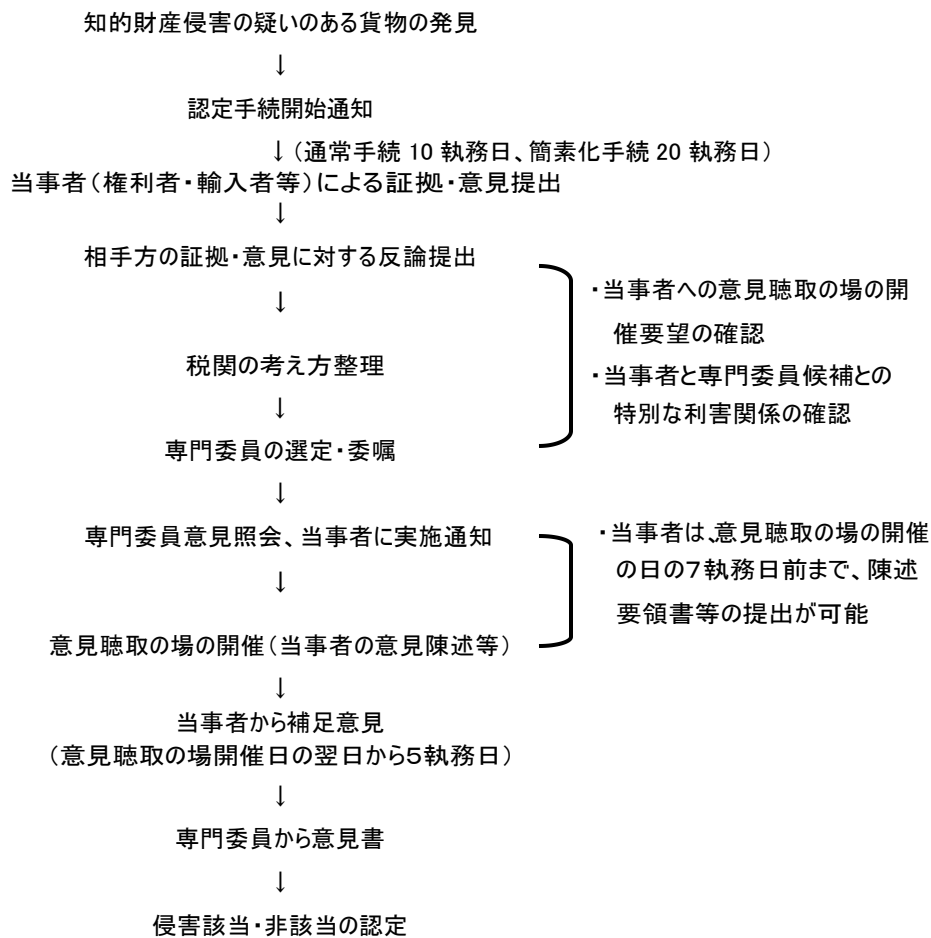 知的財産侵害の疑いのある貨物の発見
↓
認定手続開始通知
↓（通常手続 10 執務日、簡素化手続 20 執務日）
当事者（権利者・輸入者等）による証拠・意見提出
↓
相手方の証拠・意見に対する反論提出
↓
税関の考え方整理
↓
専門委員の選定・委嘱
・当事者への意見聴取の場の開
催要望の確認
・当事者と専門委員候補との
特別な利害関係の確認
↓
専門委員意見照会、当事者に実施通知
↓
意見聴取の場の開催（当事者の意見陳述等）
・当事者は、意見聴取の場の開催
の日の７執務日前まで、陳述
要領書等の提出が可能
↓
当事者から補足意見
（意見聴取の場開催日の翌日から５執務日）
↓
専門委員から意見書
↓
侵害該当・非該当の認定